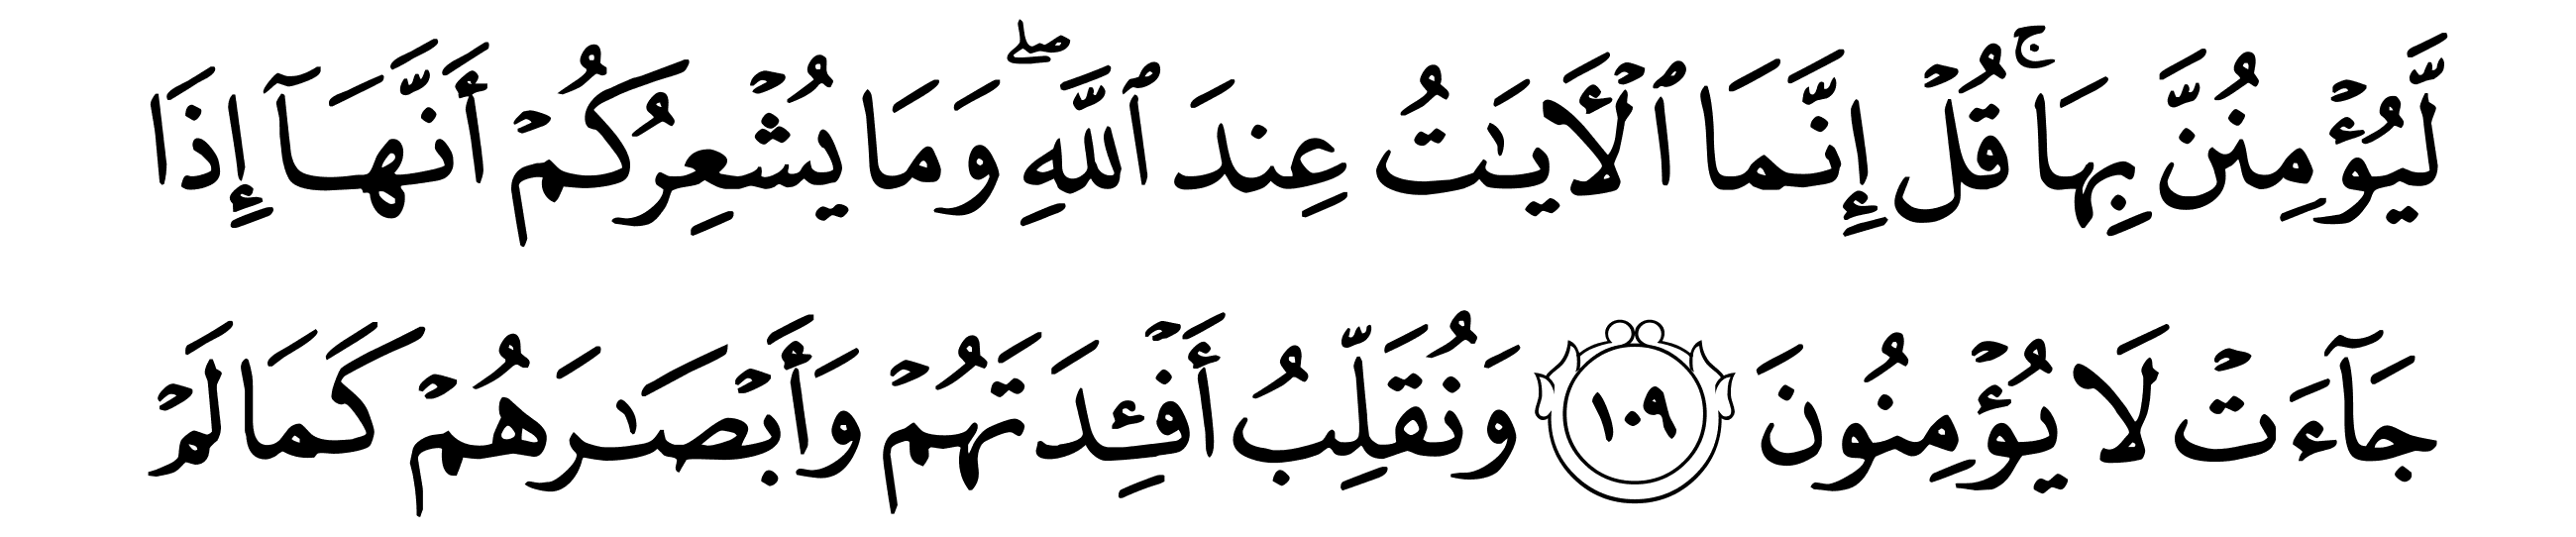 لَّيُؤْمِنُنَّ بِهَاۚ قُلْ إِنَّمَا ٱلْأَيَـٰتُ عِندَ ٱللَّهِۖ وَمَا يُشْعِرُكُمْ أَنَّهَآ إِذَا
جَآءَتْ لَا يُؤْمِنُونَ ١٠٩ وَنُقَلِّبُ أَفْـِٔدَتَهُمْ وَأَبْصَـٰرَهُمْ كَمَا لَمْ